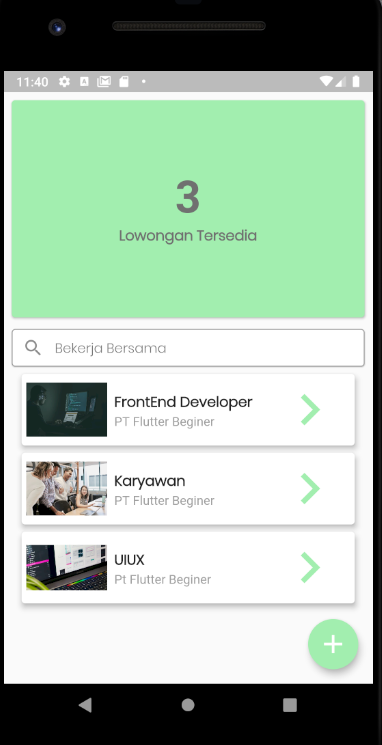 11:40
3
Lowongan Tersedia
Bekerja Bersama
FrontEnd Developer
PT Flutter Beginer
Karyawan
PT Flutter Beginer
UIUX
Pt Flutter Beginer